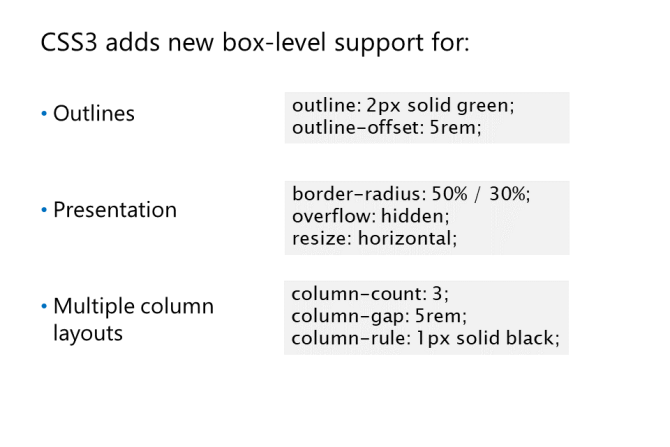 CSS3 adds new box-level support for:
• Outlines
outline: 2px solid green;
outline-offset: 5rem;
• Presentation
border-radius: 50% / 30%;
overflow: hidden;
resize: horizontal;
• Multiple column
layouts
column-count: 3;
column-gap: 5rem;
column-rule: 1px solid black;